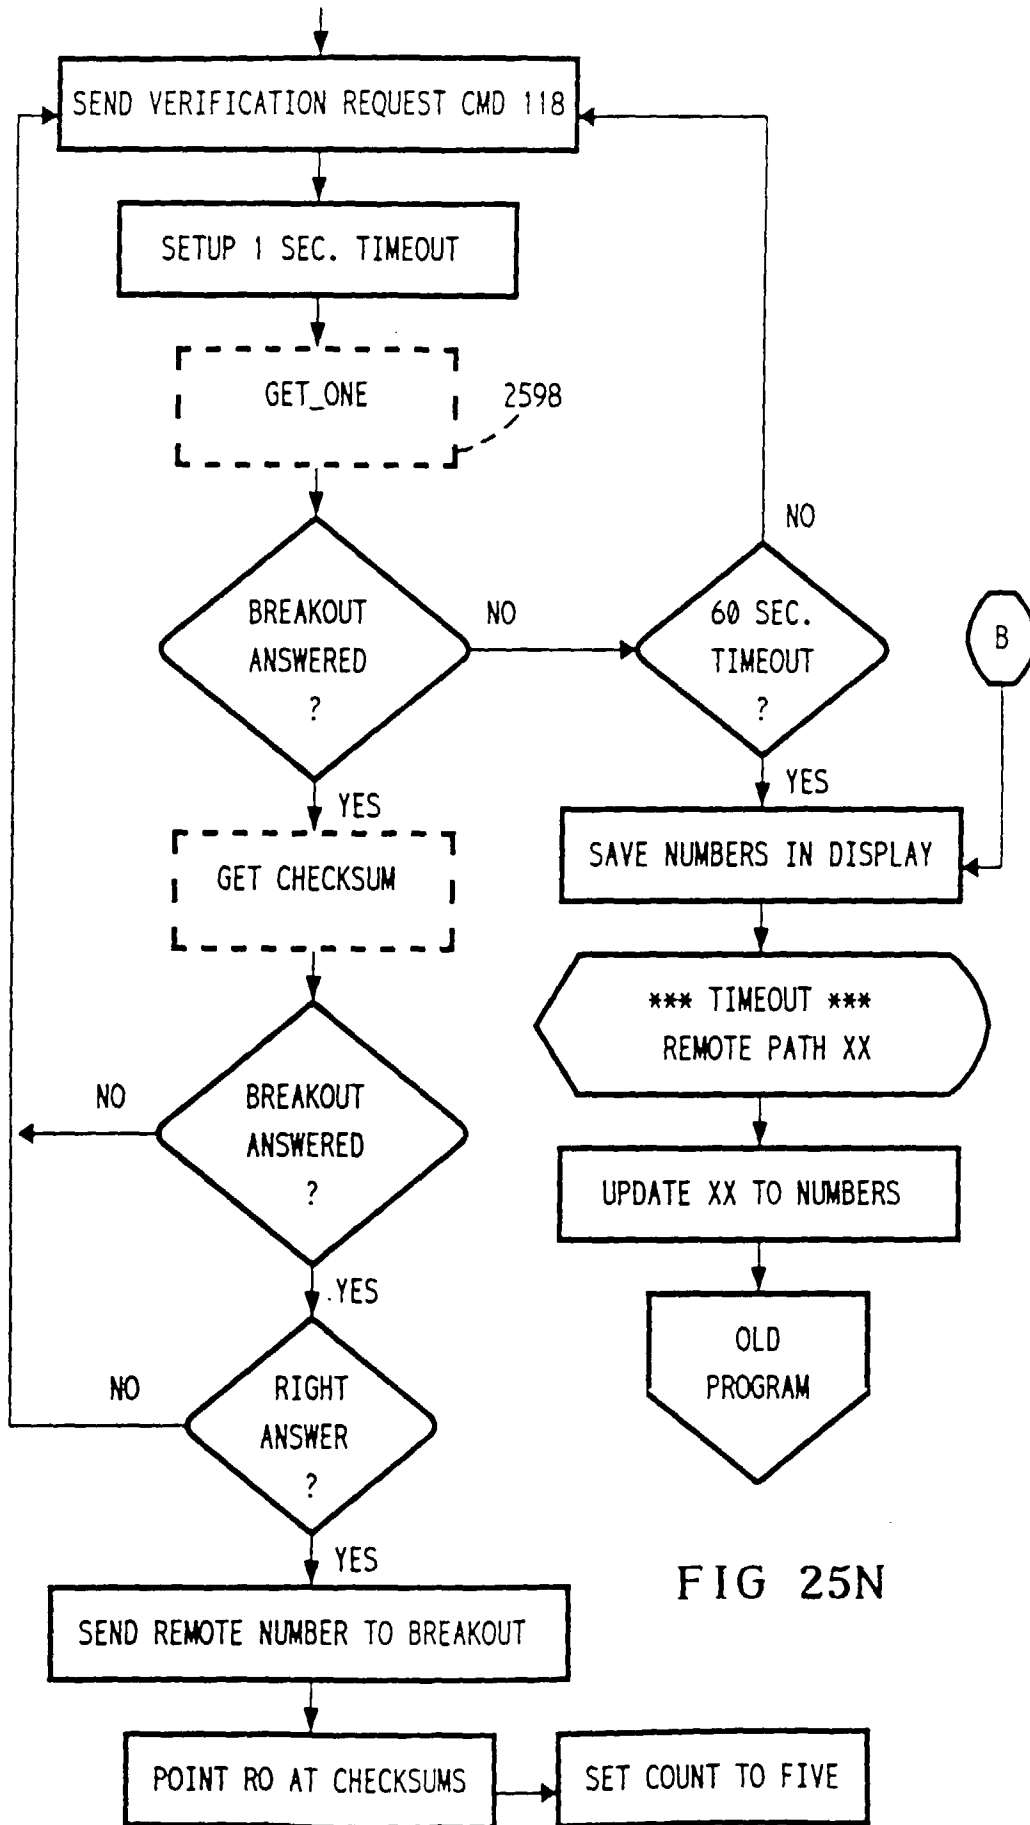 SEND VERIFICATION REQUEST CMD 118
SETUP 1 SEC. TIMEOUT
GET_ONE
2598
BREAKOUT
ANSWERED
?
NO
60 SEC.
TIMEOUT
?
NO
B
YES
YES
GET CHECKSUM
SAVE NUMBERS IN DISPLAY
*** TIMEOUT ***
REMOTE PATH XX
NO
BREAKOUT
ANSWERED
?
UPDATE XX TO NUMBERS
YES
OLD
PROGRAM
NO
RIGHT
ANSWER
?
YES
FIG 25N
SEND REMOTE NUMBER TO BREAKOUT
POINT RO AT CHECKSUMS
SET COUNT TO FIVE